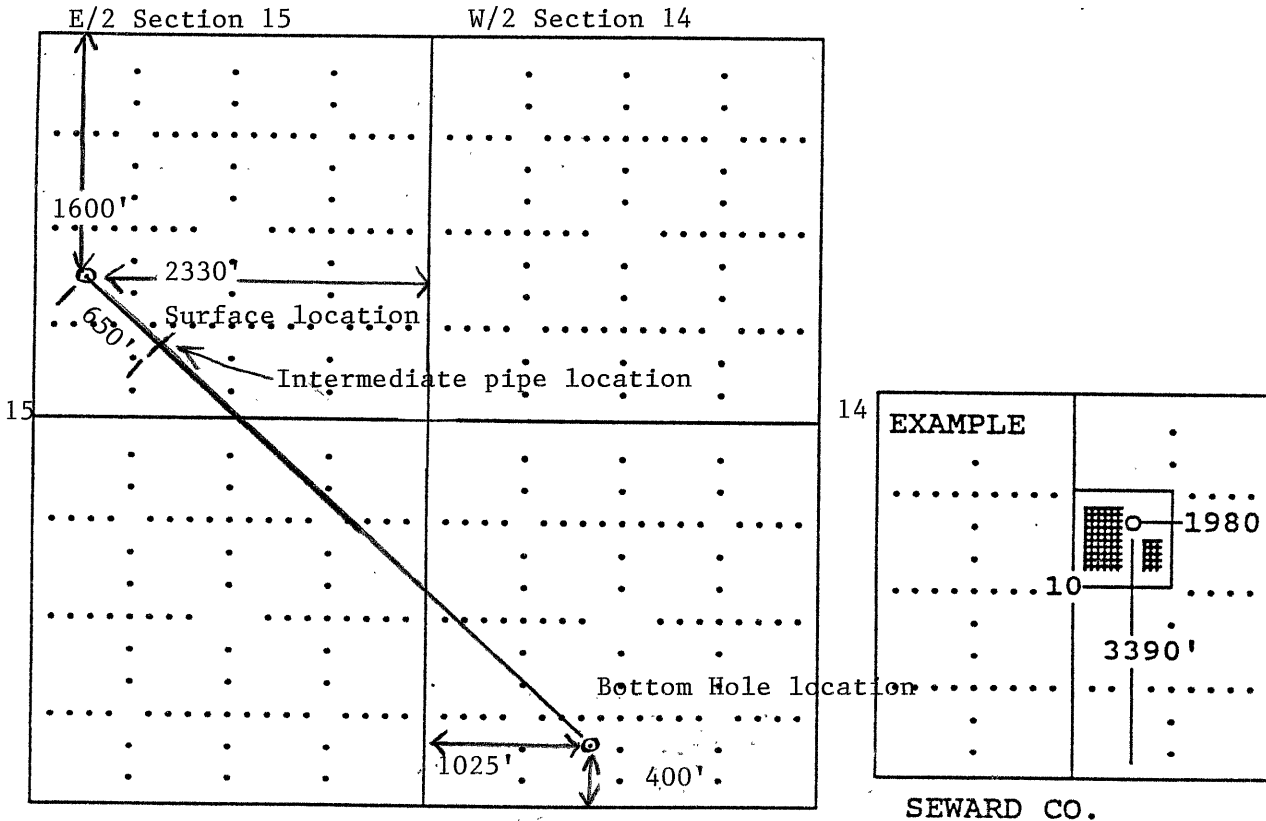 E/2 Section 15
W/2 Section 14
1600'
2330'
Surface location
650'
Intermediate pipe location
15
14
Bottom Hole location
1025'
400'
EXAMPLE
1980
10
3390'
SEWARD CO.